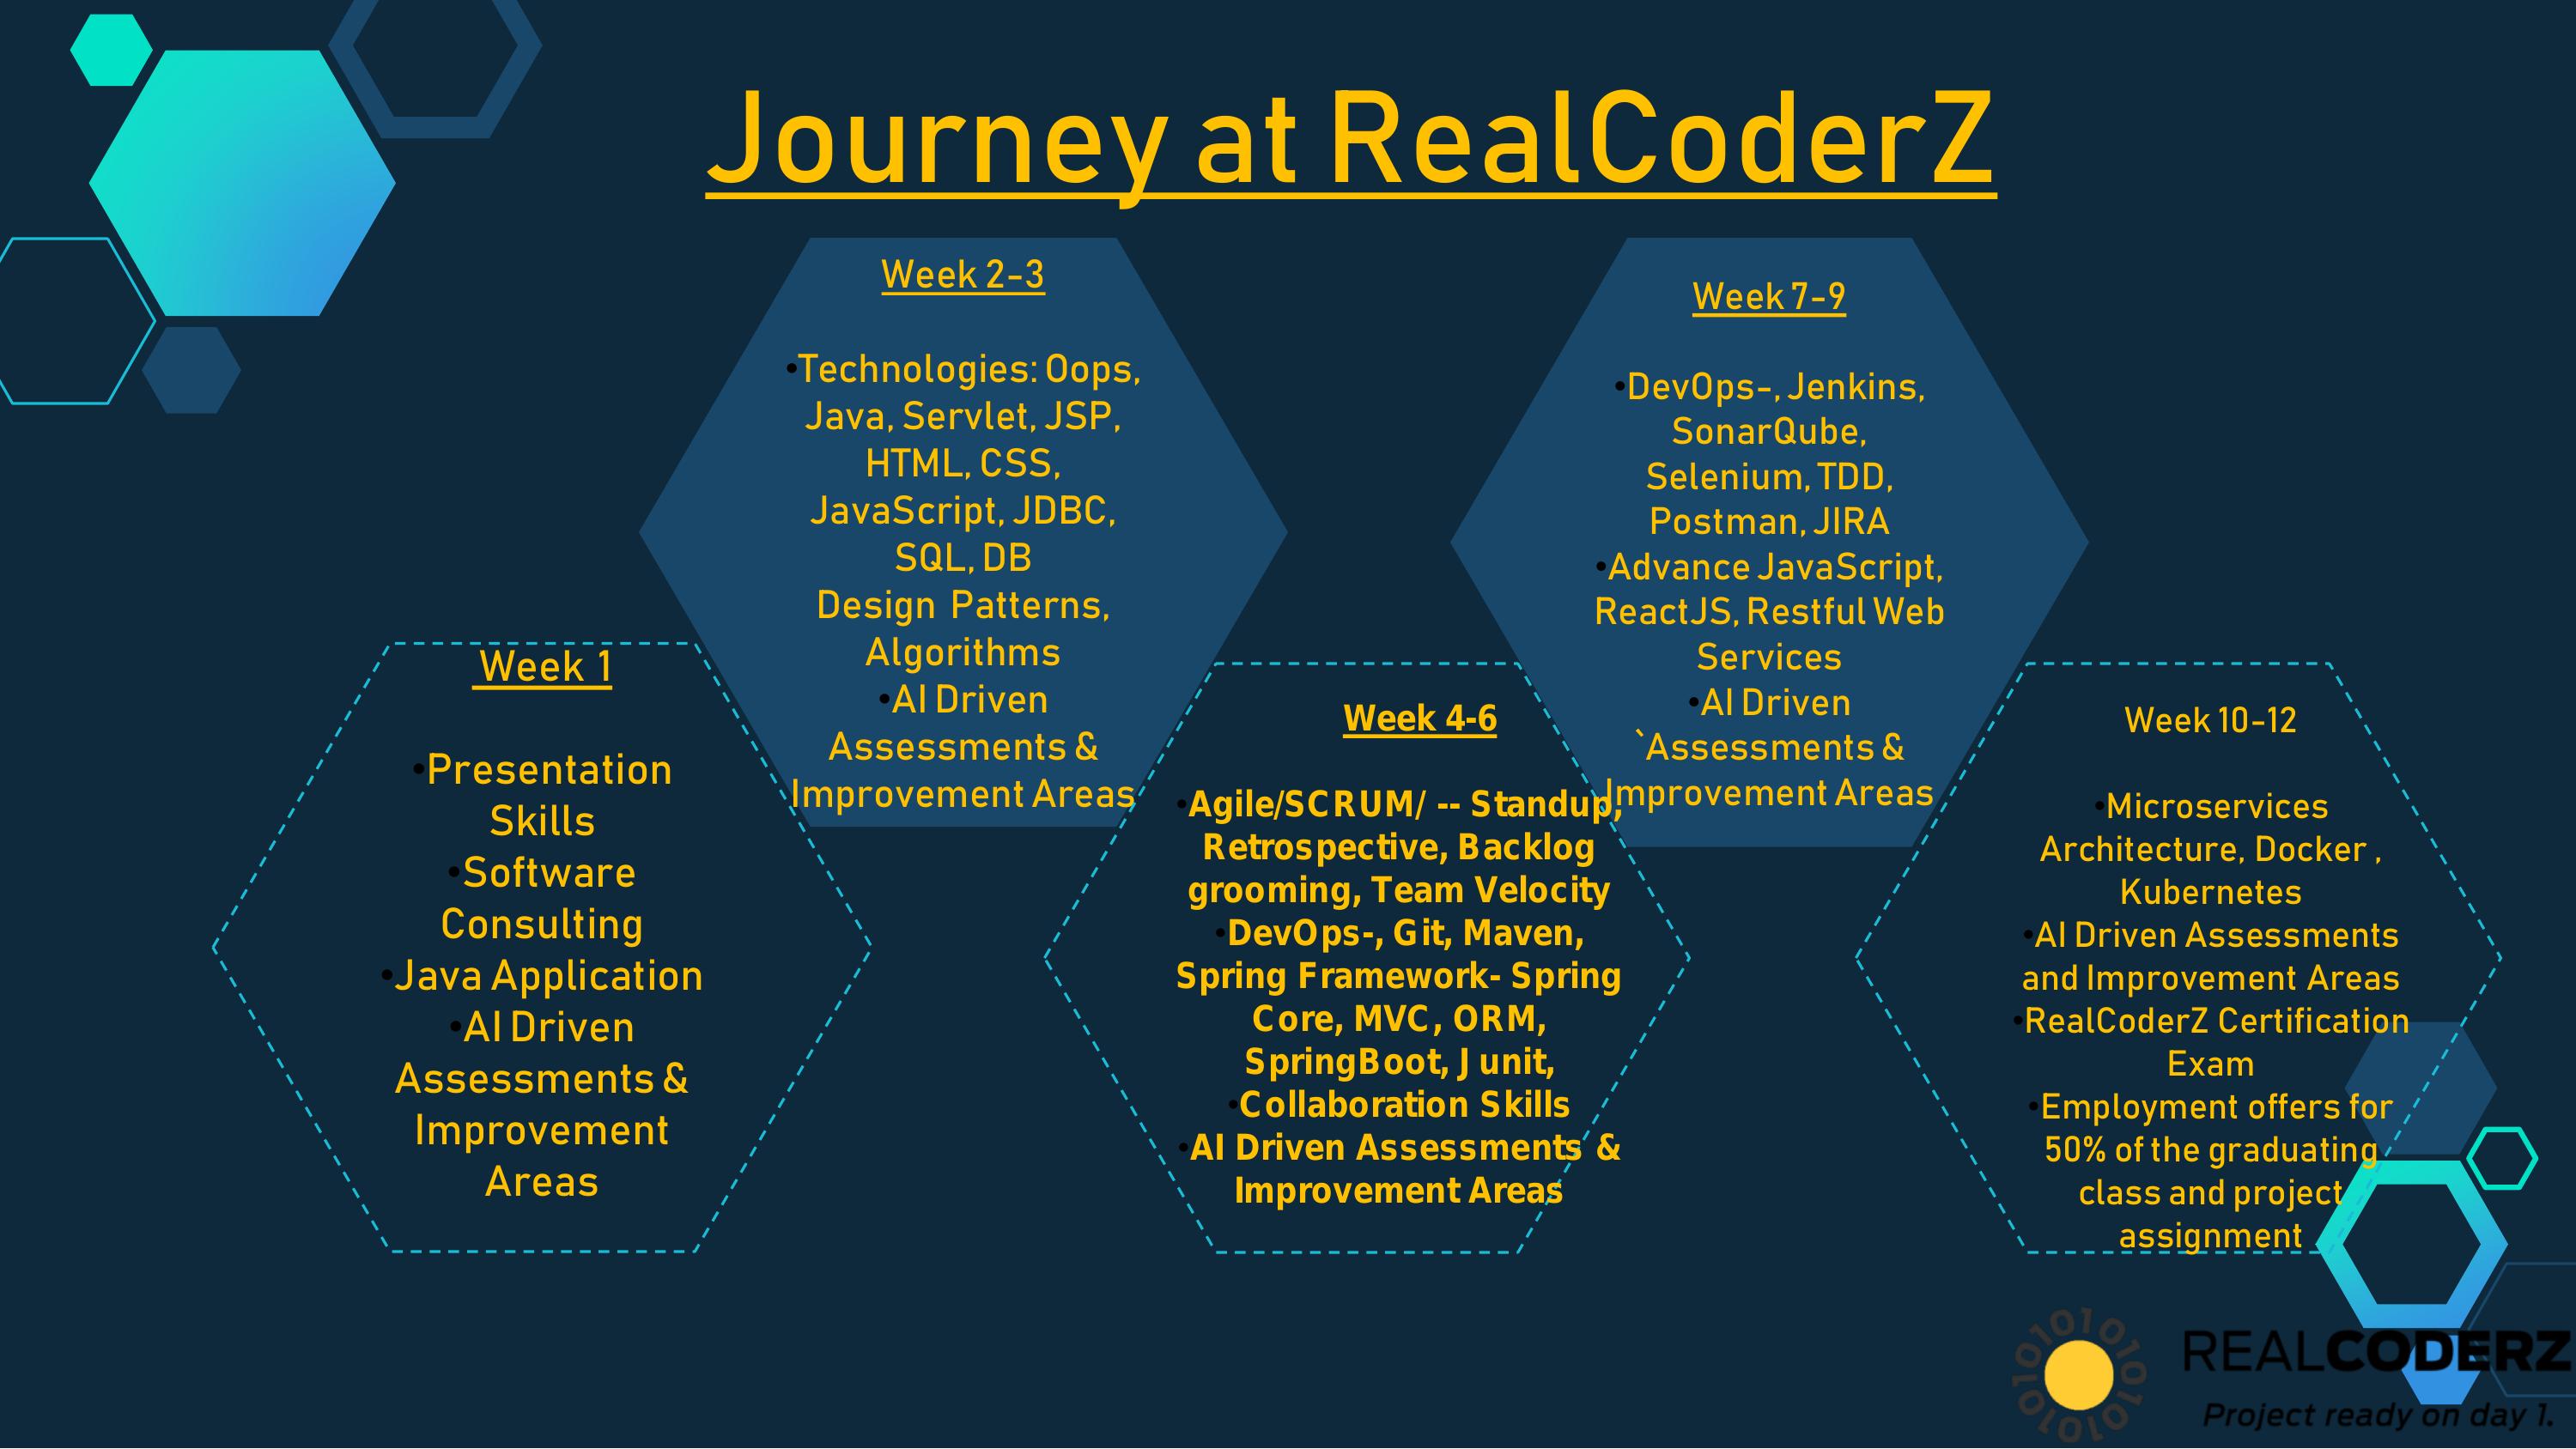 Journey at RealCoderZ
Week 1
•Presentation
Skills
•Software
Consulting
•Java Application
•AI Driven
Assessments &
Improvement
Areas
Week 2-3
•Technologies: Oops,
Java, Servlet, JSP,
HTML, CSS,
JavaScript, JDBC,
SQL, DB
Design Patterns,
Algorithms
•AI Driven
Assessments &
Improvement Areas
Week 4-6
•Agile/SCRUM/ -- Standup,
Retrospective, Backlog
grooming, Team Velocity
•DevOps-, Git, Maven,
Spring Framework- Spring
Core, MVC, ORM,
SpringBoot, J unit,
•Collaboration Skills
•AI Driven Assessments &
Improvement Areas
Week 7-9
•DevOps-, Jenkins,
SonarQube,
Selenium, TDD,
Postman, JIRA
•Advance JavaScript,
ReactJS, Restful Web
Services
•AI Driven
`Assessments &
Improvement Areas
Week 10-12
•Microservices
Architecture, Docker ,
Kubernetes
•AI Driven Assessments
and Improvement Areas
•RealCoderZ Certification
Exam
•Employment offers for
50% of the graduating
class and project
assignment
REALCODERZ
Project ready on day 1.